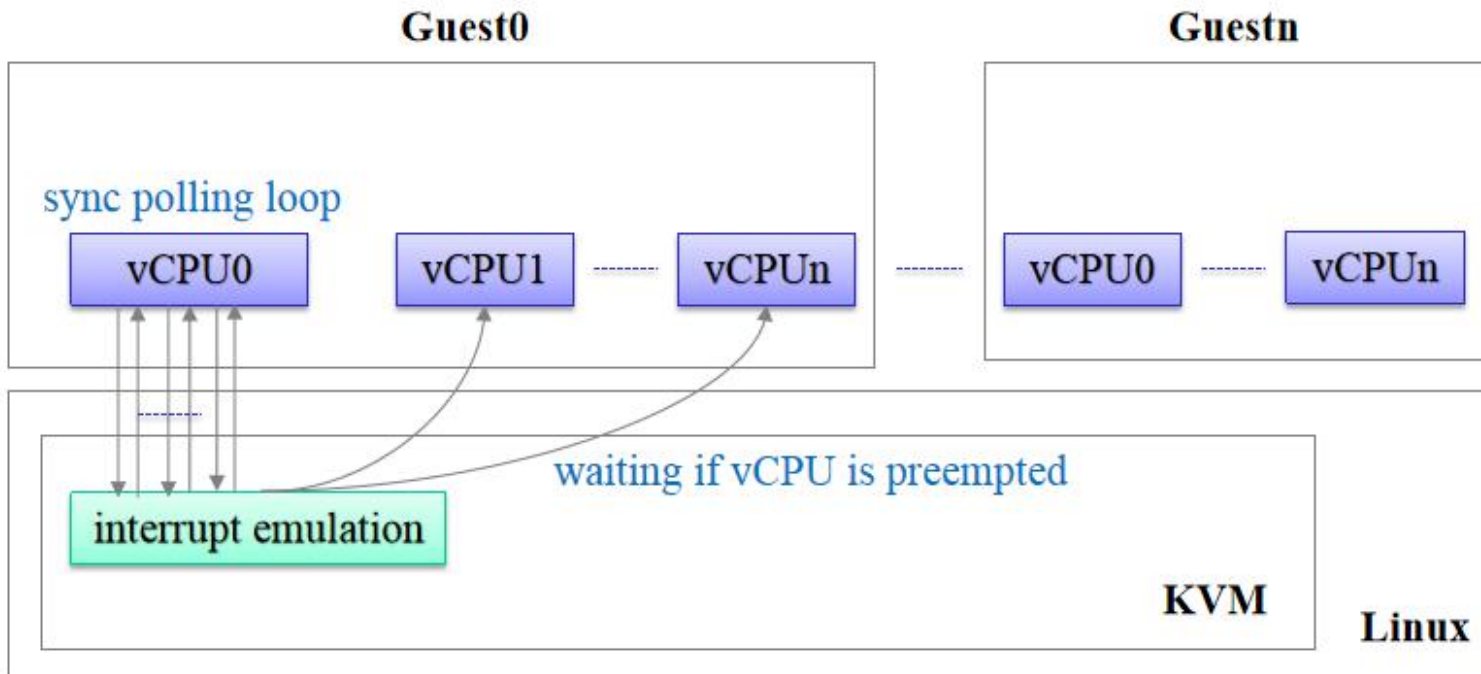 Guest0
Guestn
sync polling loop
vCPU0
vCPU1
vCPUn
vCPU0
vCPUn
waiting if vCPU is preempted
interrupt emulation
KVM
Linux